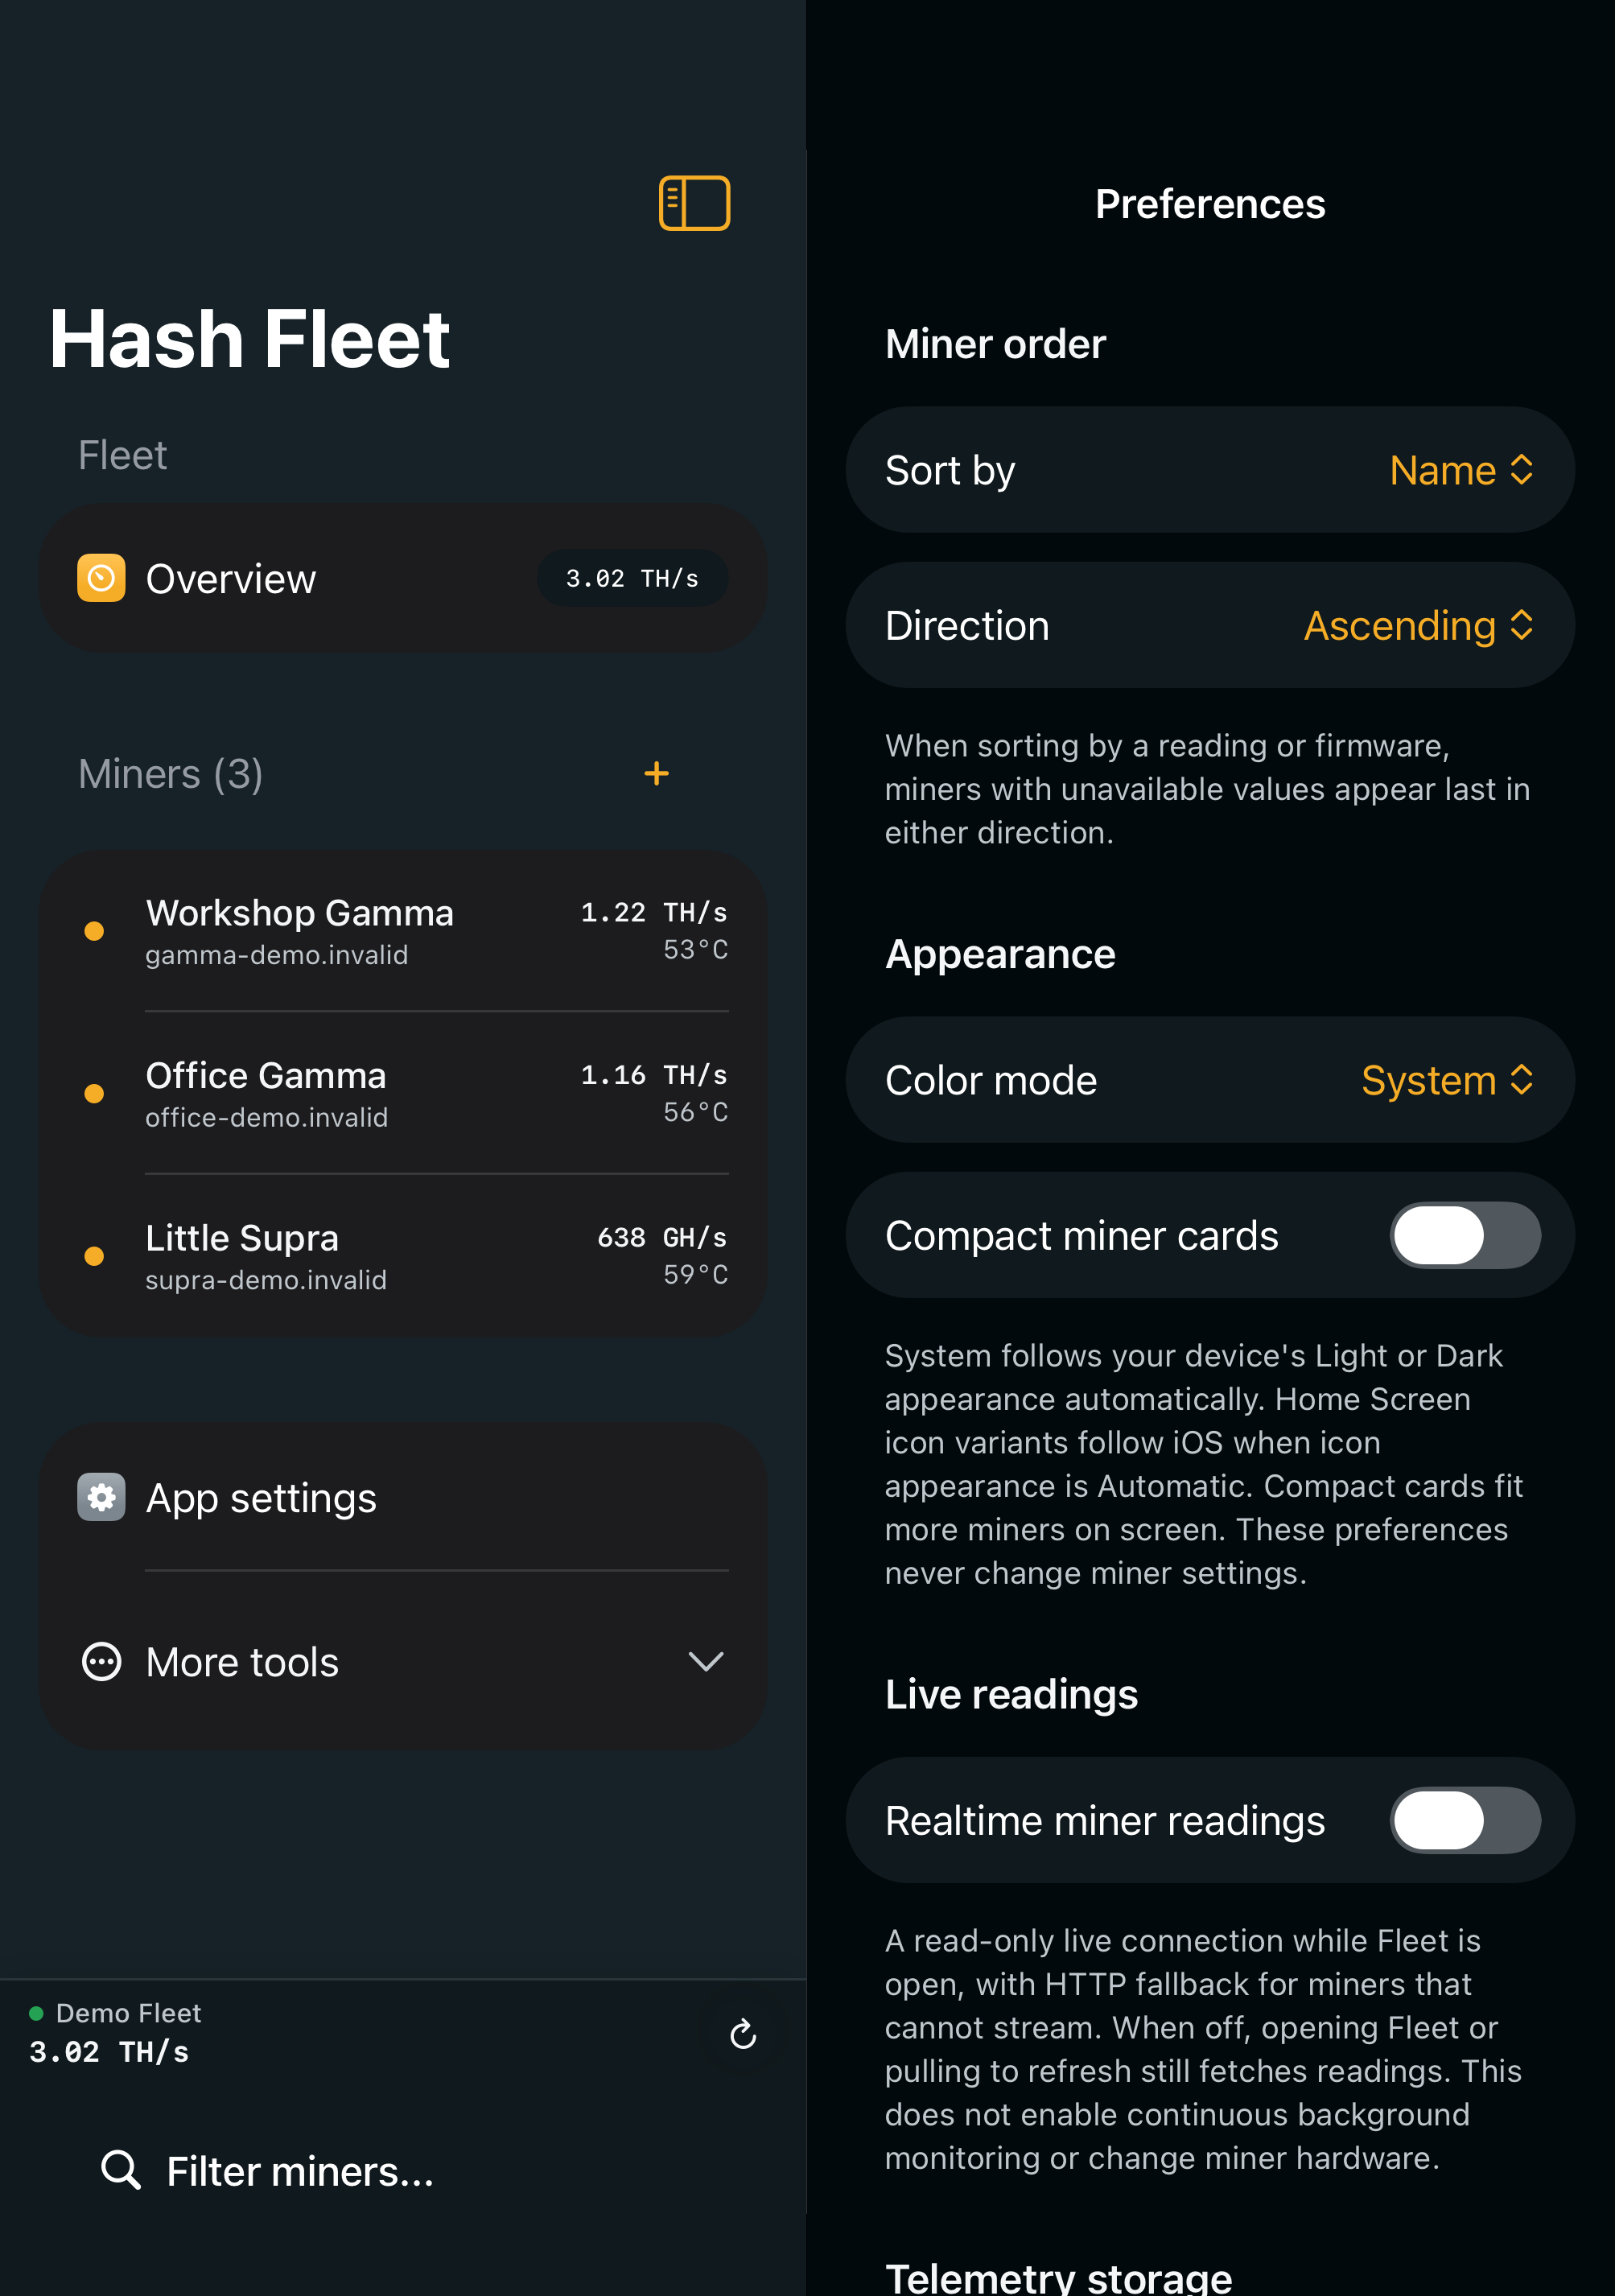 Hash Fleet
Fleet
Overview
3.02 TH/s
Miners (3)
+
Workshop Gamma
1.22 TH/s
gamma-demo.invalid
53°C
Office Gamma
1.16 TH/s
office-demo.invalid
56°C
Little Supra
638 GH/s
supra-demo.invalid
59°C
App settings
More tools
Demo Fleet
3.02 TH/s
Filter miners...
Preferences
Miner order
Sort by
Name
Direction
Ascending
When sorting by a reading or firmware,
miners with unavailable values appear last in
either direction.
Appearance
Color mode
System
Compact miner cards
System follows your device's Light or Dark
appearance automatically. Home Screen
icon variants follow iOS when icon
appearance is Automatic. Compact cards fit
more miners on screen. These preferences
never change miner settings.
Live readings
Realtime miner readings
A read-only live connection while Fleet is
open, with HTTP fallback for miners that
cannot stream. When off, opening Fleet or
pulling to refresh still fetches readings. This
does not enable continuous background
monitoring or change miner hardware.
Telemetry storage